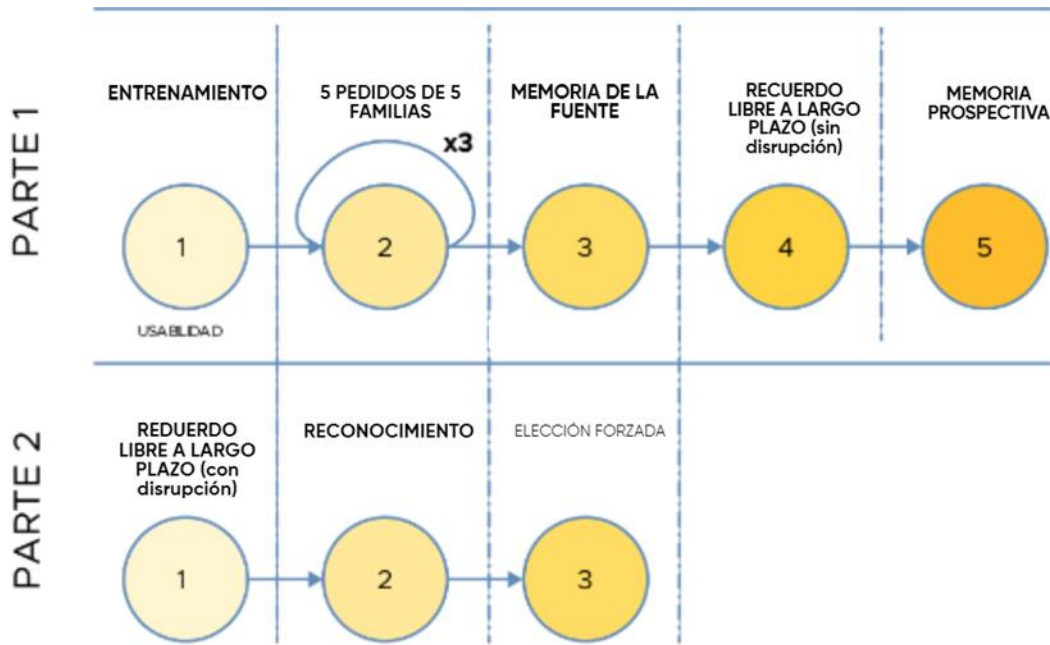 PARTE 1
ENTRENAMIENTO
5 PEDIDOS DE 5
FAMILIAS
x3
MEMORIA DE LA
FUENTE
RECUERDO
LIBRE A LARGO
PLAZO (sin
disrupción)
MEMORIA
PROSPECTIVA
1
2
3
4
5
USABLIDAD
PARTE 2
REDUERDO
LIBRE A LARGO
PLAZO (con
disrupción)
RECONOCIMIENTO
ELECCIÓN FORZADA
1
2
3